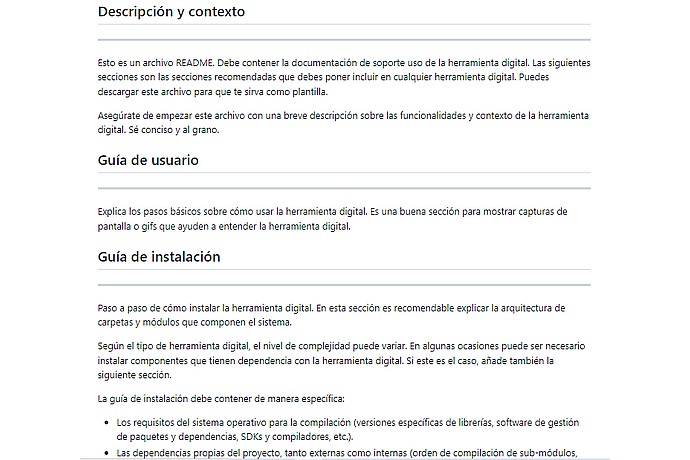 Descripción y contexto
Esto es un archivo README. Debe contener la documentación de soporte uso de la herramienta digital. Las siguientes
secciones son las secciones recomendadas que debes poner incluir en cualquier herramienta digital. Puedes
descargar este archivo para que te sirva como plantilla.
Asegúrate de empezar este archivo con una breve descripción sobre las funcionalidades y contexto de la herramienta
digital. Sé conciso y al grano.
Guía de usuario
Explica los pasos básicos sobre cómo usar la herramienta digital. Es una buena sección para mostrar capturas de
pantalla o gifs que ayuden a entender la herramienta digital.
Guía de instalación
Paso a paso de cómo instalar la herramienta digital. En esta sección es recomendable explicar la arquitectura de
carpetas y módulos que componen el sistema.
Según el tipo de herramienta digital, el nivel de complejidad puede variar. En algunas ocasiones puede ser necesario
instalar componentes que tienen dependencia con la herramienta digital. Si este es el caso, añade también la
siguiente sección.
La guía de instalación debe contener de manera específica:
• Los requisitos del sistema operativo para la compilación (versiones específicas de librerías, software de gestión
de paquetes y dependencias, SDKs y compiladores, etc.).
• Las dependencias propias del proyecto, tanto externas como internas (orden de compilación de sub-módulos,